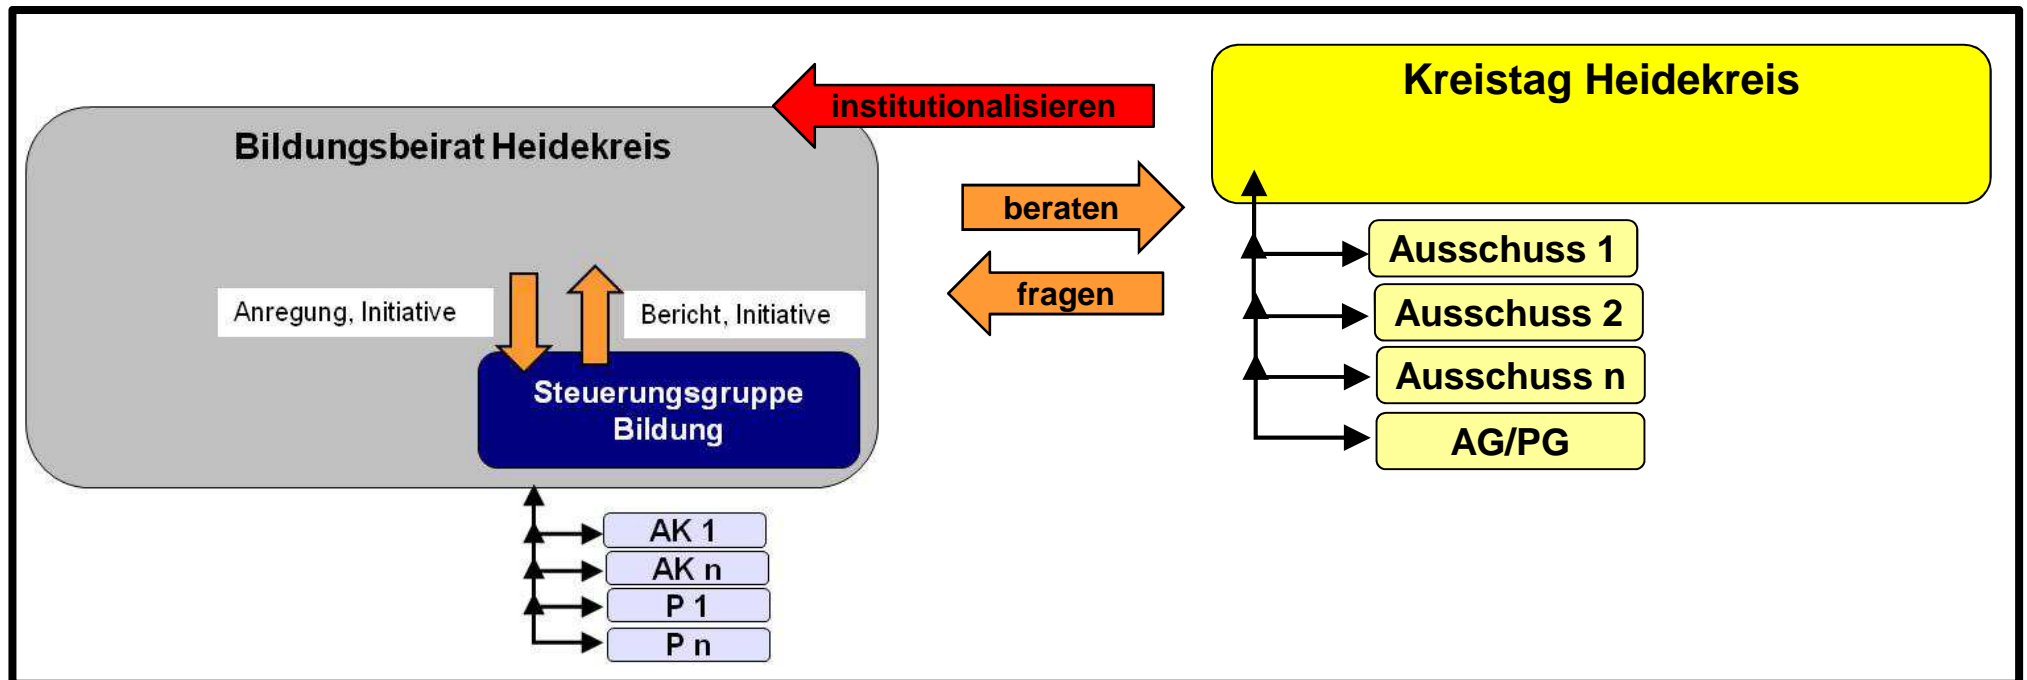 Bildungsbeirat Heidekreis
Anregung, Initiative
Bericht, Initiative
Steuerungsgruppe
Bildung
AK 1
AK n
P 1
P n
institutionalisieren
beraten
fragen
Kreistag Heidekreis
Ausschuss 1
Ausschuss 2
Ausschuss n
AG/PG